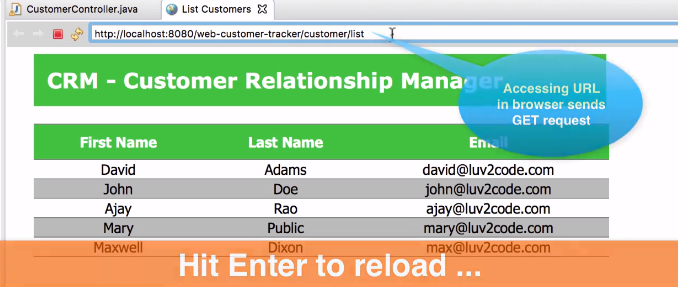 CustomerController.java List Customers
http://localhost:8080/web-customer-tracker/customer/list
CRM - Customer Relationship Manager
Accessing URL
in browser sends
GET request
First Name Last Name Email
David Adams david@luv2code.com
John Doe john@luv2code.com
Ajay Rao ajay@luv2code.com
Mary Public mary@luv2code.com
Maxwell Dixon max@luv2code.com
Hit Enter to reload ...